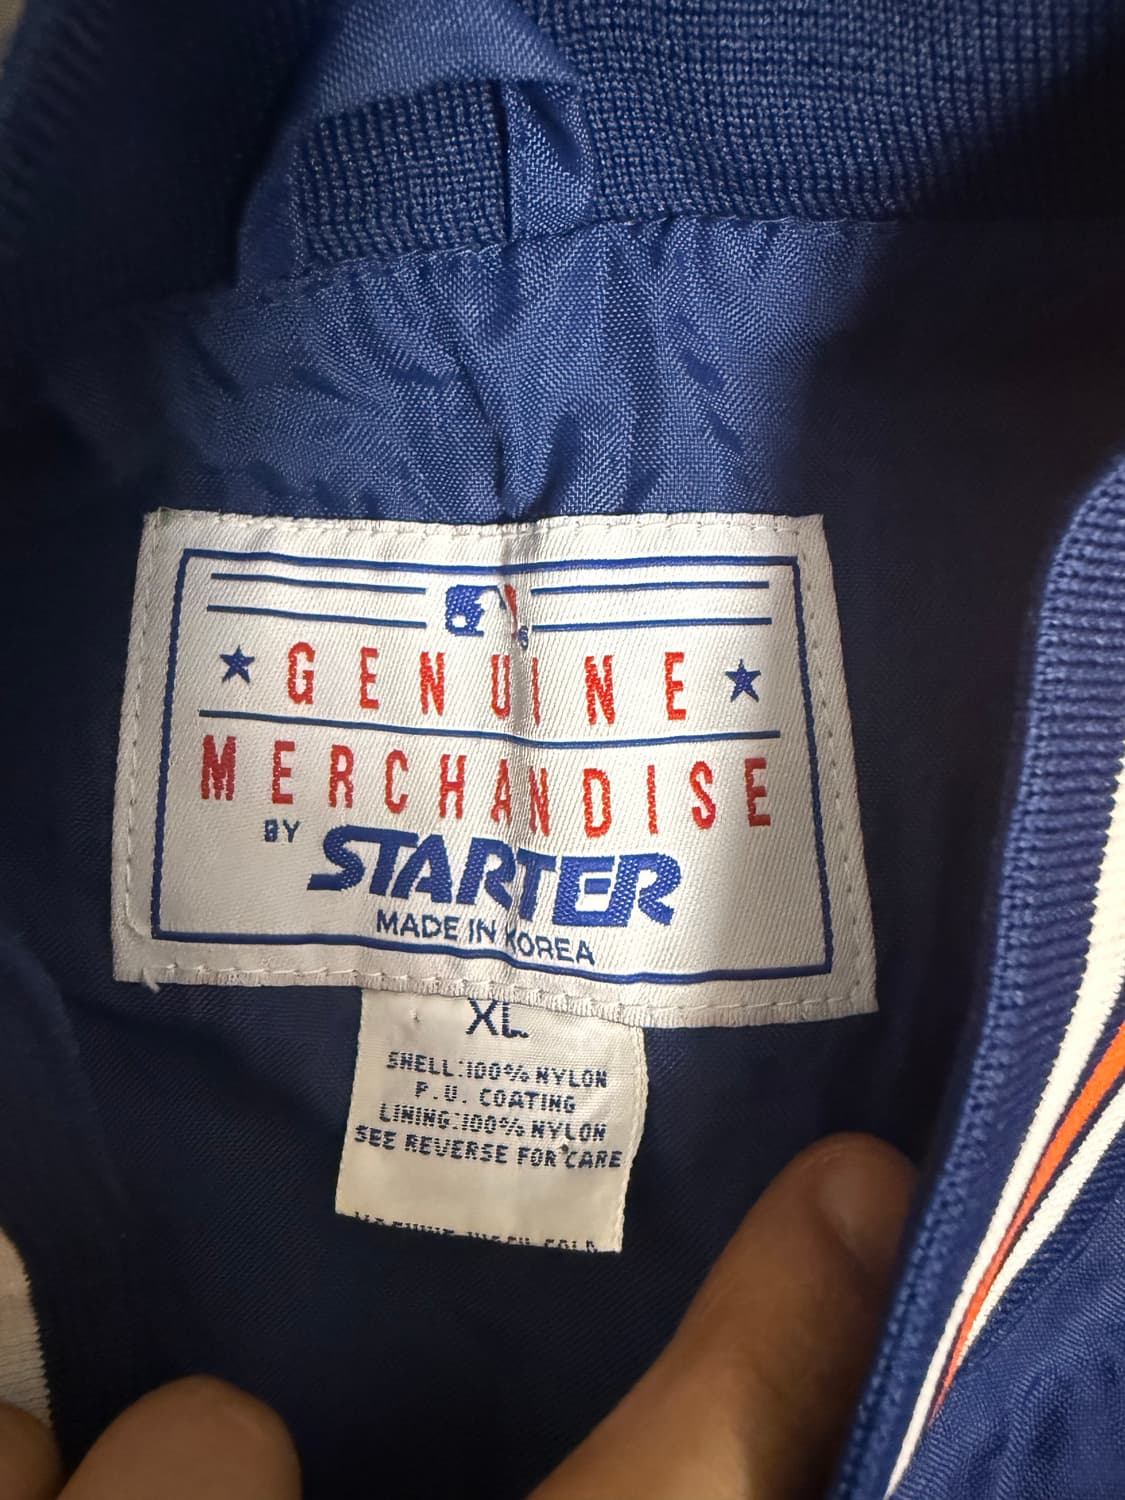 GENUINE
MERCHANDISE
BY STARTER
MADE IN KOREA
XL
SHELL:100% NYLON
P.U. COATING
LINING:100% NYLON
SEE REVERSE FOR CARE